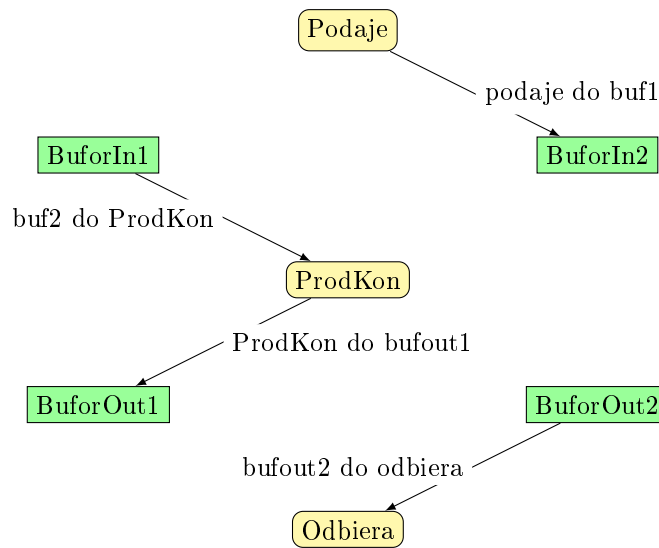 Podaje
podaje do buf1
BuforIn1
BuforIn2
buf2 do ProdKon
ProdKon
ProdKon do bufout1
BuforOut1
BuforOut2
bufout2 do odbiera
Odbiera